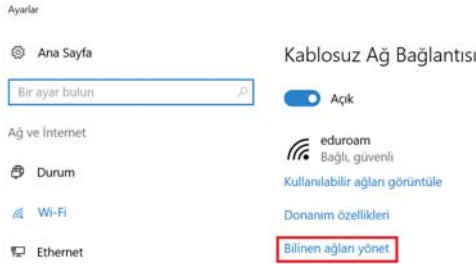 Ayarlar
Ana Sayfa
Bir ayar bulun
Ağ ve İnternet
Durum
Wi-Fi
Ethernet
Kablosuz Ağ Bağlantısı
Açık
eduroam
Bağlı, güvenli
Kullanılabilir ağları görüntüle
Donanım özellikleri
Bilinen ağları yönet